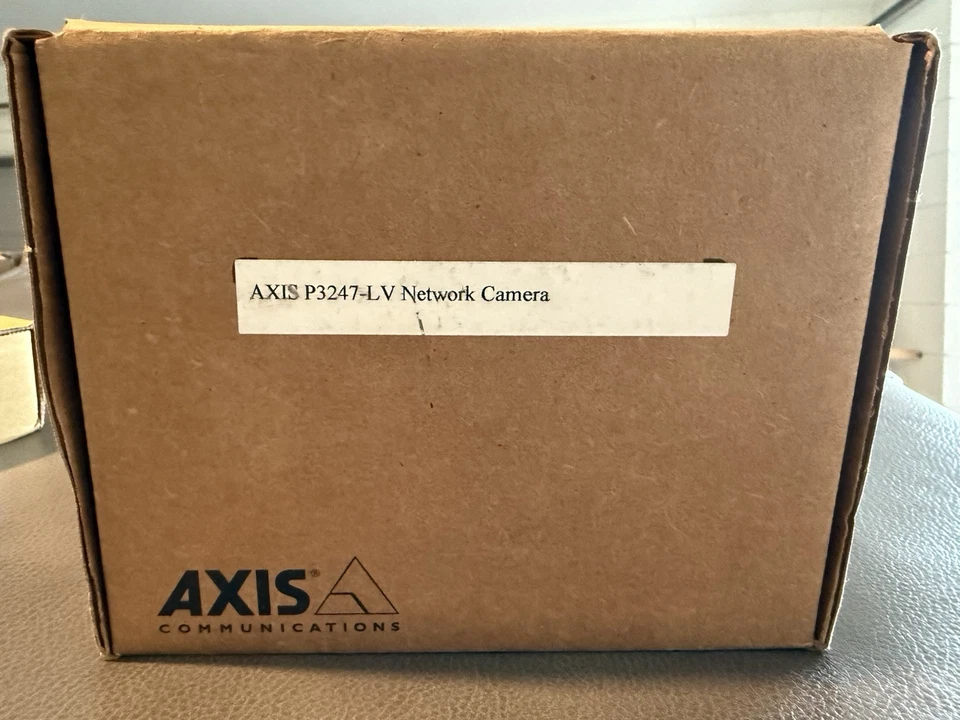 AXIS P3247-LV Network Camera
AXIS®
COMMUNICATIONS